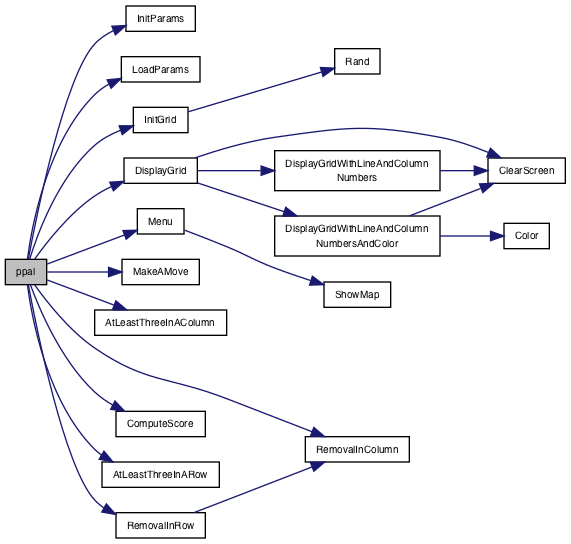 InitParams
LoadParams
Rand
InitGrid
DisplayGrid
DisplayGridWithLineAndColumn
Numbers
ClearScreen
Menu
DisplayGridWithLineAndColumn
NumbersAndColor
Color
ppal
MakeAMove
ShowMap
AtLeastThreeInAColumn
ComputeScore
RemovalInColumn
AtLeastThreeInARow
RemovalInRow